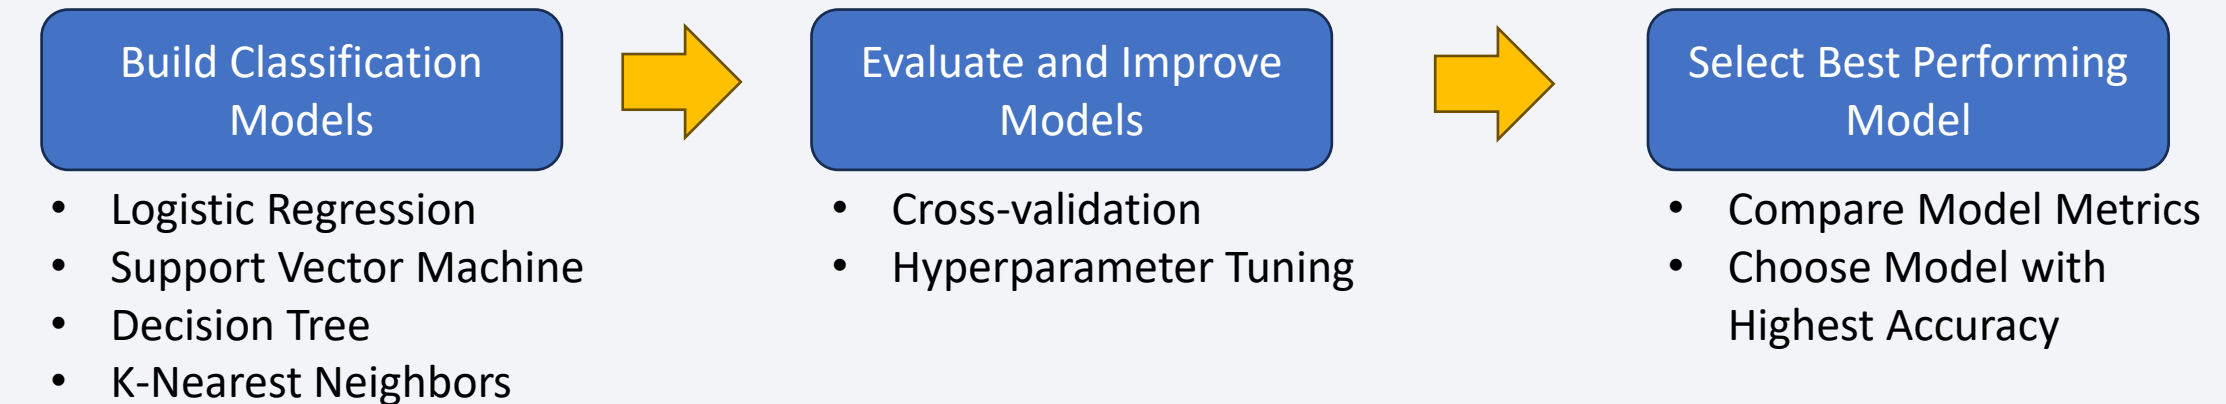 Build Classification
Models
• Logistic Regression
• Support Vector Machine
• Decision Tree
• K-Nearest Neighbors
Evaluate and Improve
Models
• Cross-validation
• Hyperparameter Tuning
Select Best Performing
Model
• Compare Model Metrics
• Choose Model with
Highest Accuracy